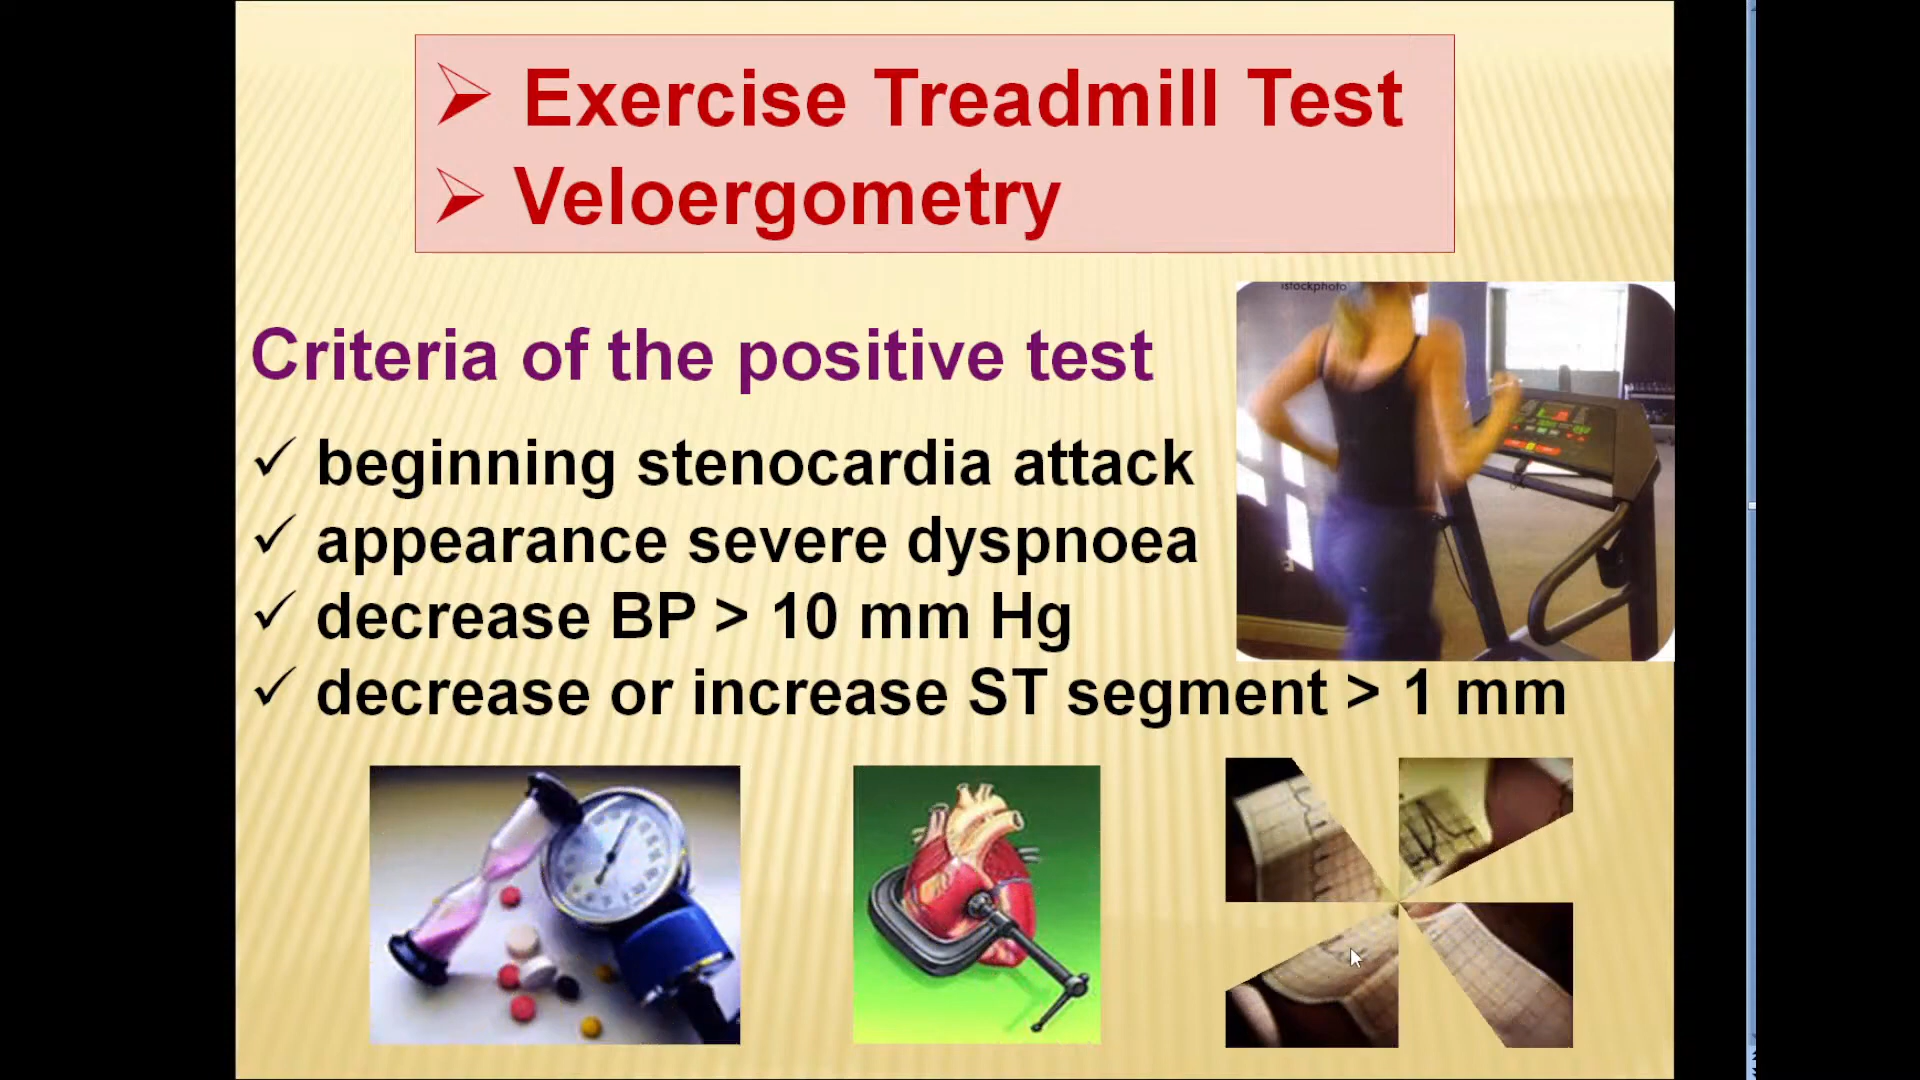 Exercise Treadmill Test
Veloergometry
istockphoto
Criteria of the positive test
beginning stenocardia attack
appearance severe dyspnoea
decrease BP > 10 mm Hg
decrease or increase ST segment > 1 mm